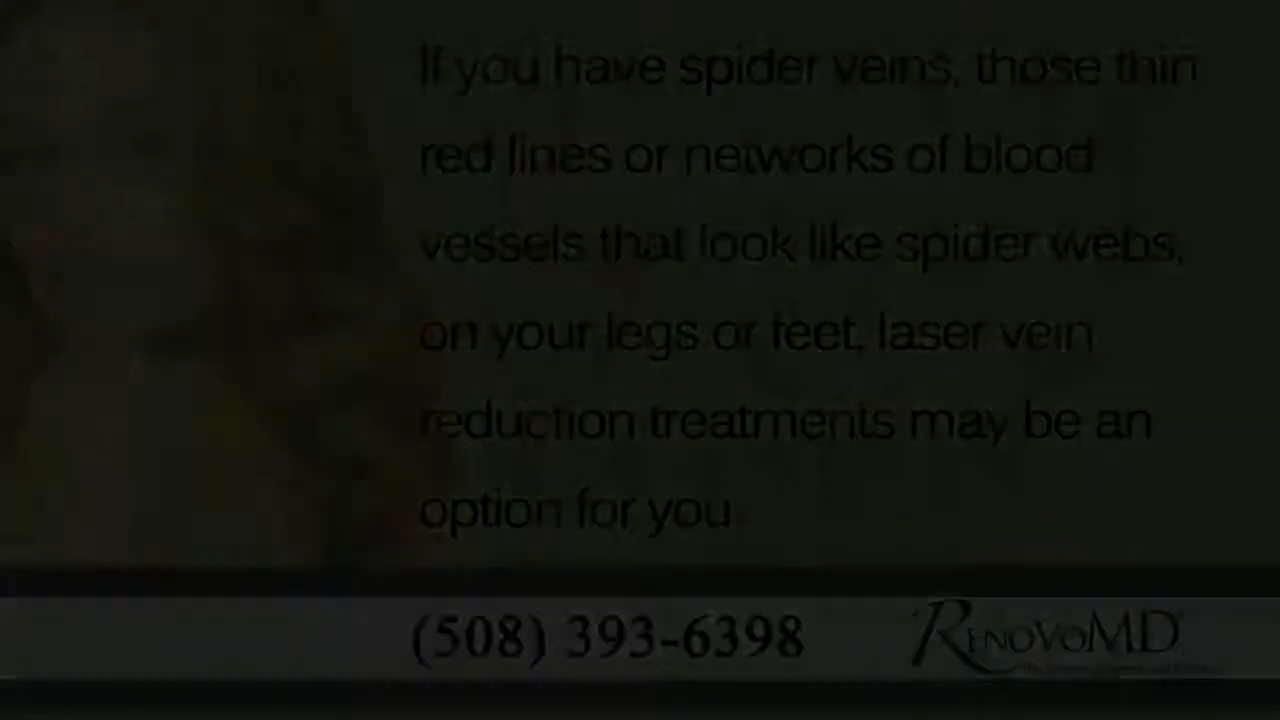 If you have spider veins, those thin
red lines or networks of blood
vessels that look like spider webs,
on your legs or feet, laser vein
reduction treatments may be an
option for you.
(508) 393-6398
RENOVOMD